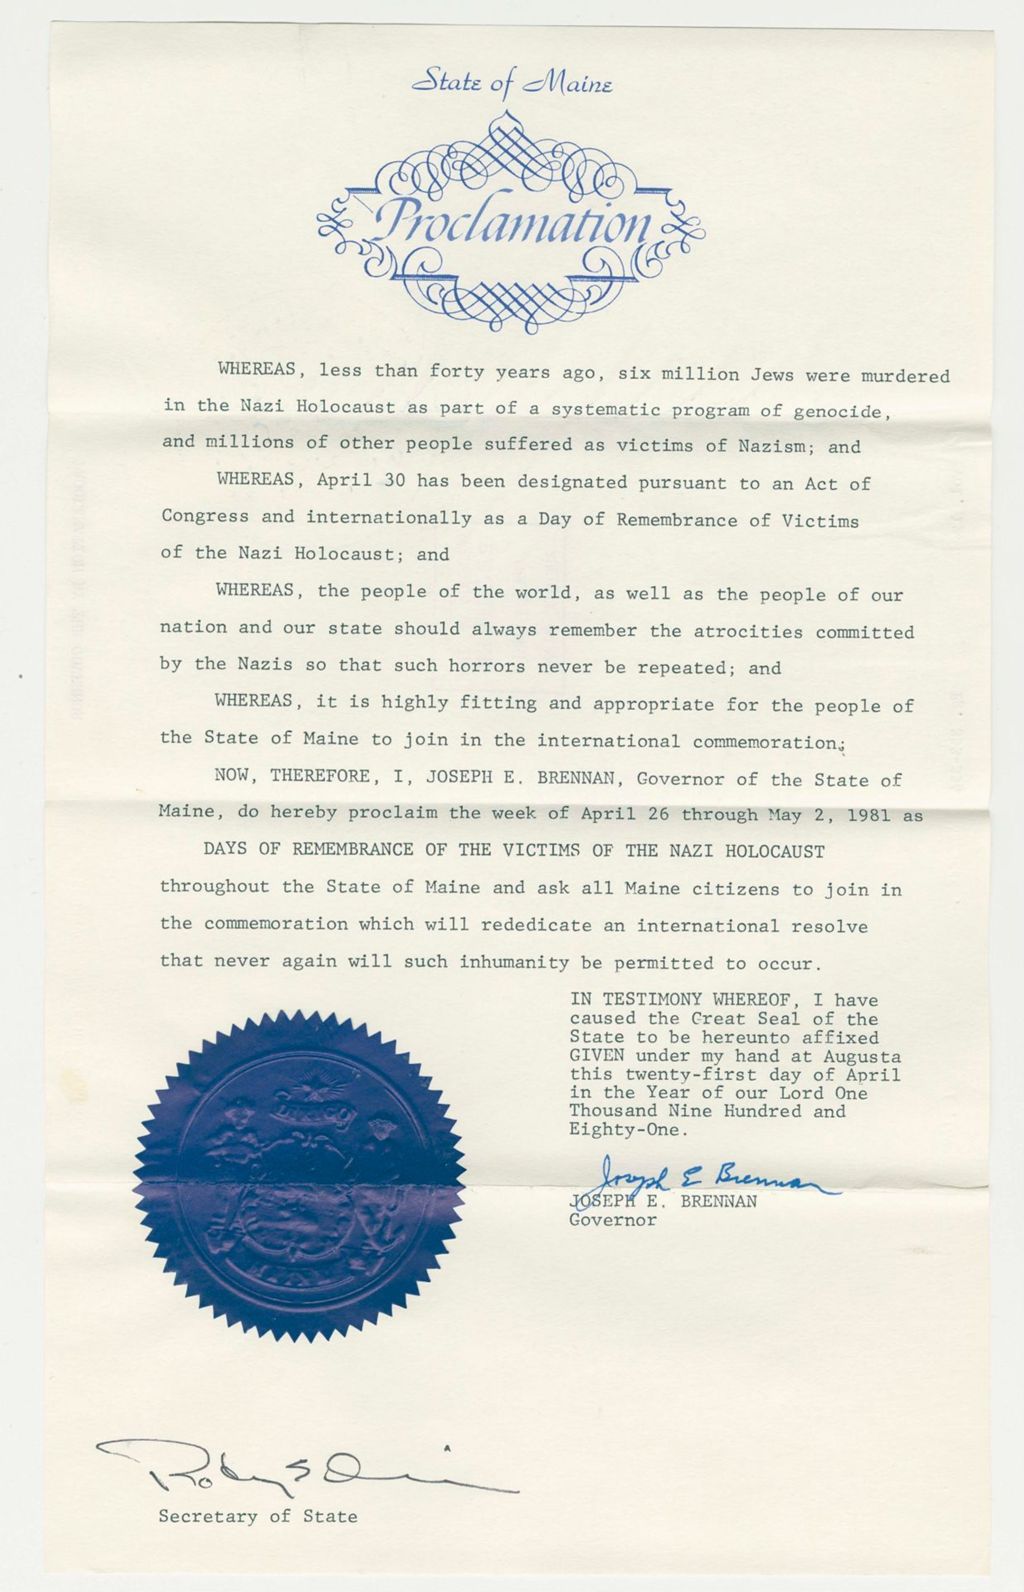 State of Maine
Proclamation
WHEREAS, less than forty years ago, six million Jews were murdered
in the Nazi Holocaust as part of a systematic program of genocide,
and millions of other people suffered as victims of Nazism; and
WHEREAS, April 30 has been designated pursuant to an Act of
Congress and internationally as a Day of Remembrance of Victims
of the Nazi Holocaust; and
WHEREAS, the people of the world, as well as the people of our
nation and our state should always remember the atrocities committed
by the Nazis so that such horrors never be repeated; and
WHEREAS, it is highly fitting and appropriate for the people of
the State of Maine to join in the international commemoration;
NOW, THEREFORE, I, JOSEPH E. BRENNAN, Governor of the State of
Maine, do hereby proclaim the week of April 26 through May 2, 1981 as
DAYS OF REMEMBRANCE OF THE VICTIMS OF THE NAZI HOLOCAUST
throughout the State of Maine and ask all Maine citizens to join in
the commemoration which will rededicate an international resolve
that never again will such inhumanity be permitted to occur.
IN TESTIMONY WHEREOF, I have
caused the Great Seal of the
State to be hereunto affixed
GIVEN under my hand at Augusta
this twenty-first day of April
in the Year of our Lord One
Thousand Nine Hundred and
Eighty-One.
Joseph E Brennan
JOSEPH E. BRENNAN
Governor
DIRIGO
MAINE
Secretary of State